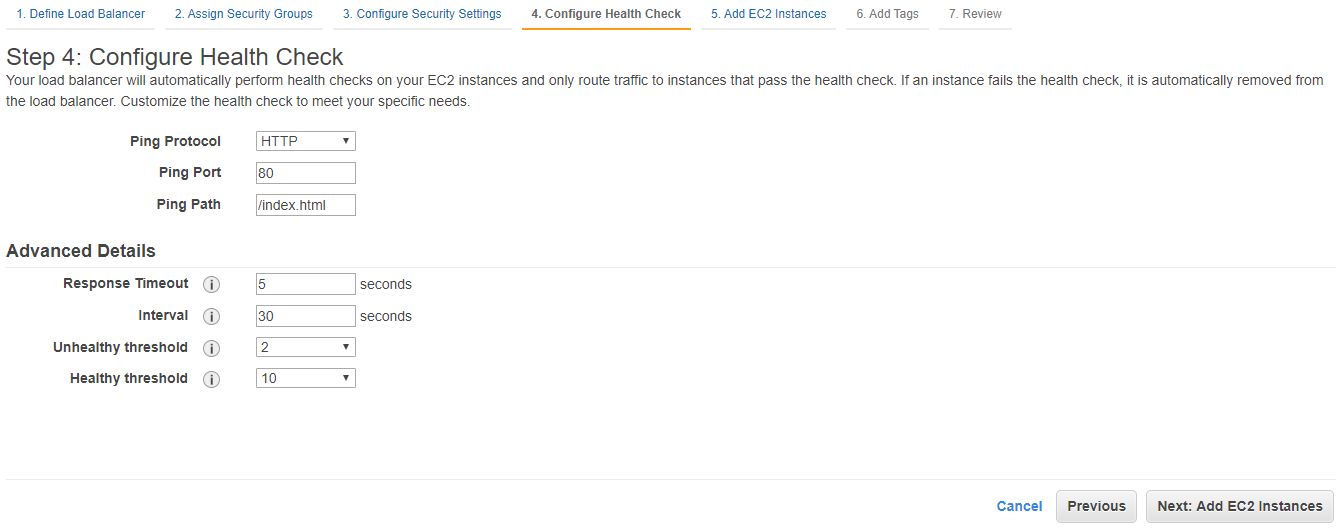 1. Define Load Balancer 2. Assign Security Groups 3. Configure Security Settings 4. Configure Health Check 5. Add EC2 Instances 6. Add Tags 7. Review
Step 4: Configure Health Check
Your load balancer will automatically perform health checks on your EC2 instances and only route traffic to instances that pass the health check. If an instance fails the health check, it is automatically removed from
the load balancer. Customize the health check to meet your specific needs.
Ping Protocol HTTP
Ping Port 80
Ping Path /index.html
Advanced Details
Response Timeout i 5 seconds
Interval i 30 seconds
Unhealthy threshold i 2
Healthy threshold i 10
Cancel Previous Next: Add EC2 Instances